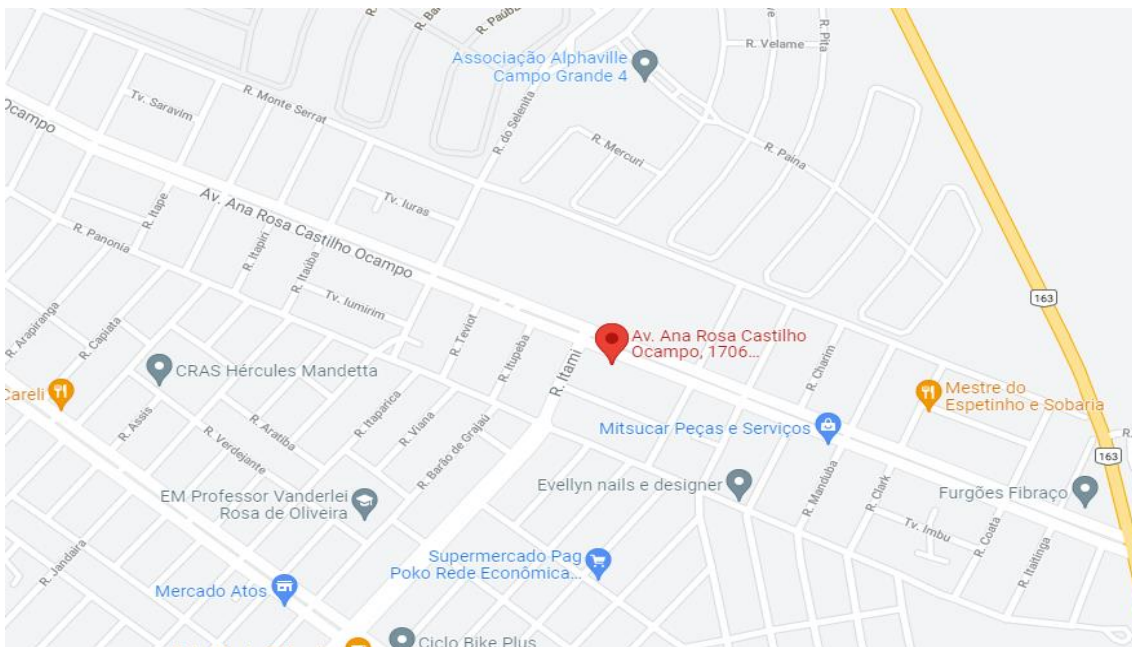 R. Ba
R. Paúba
R. Velame
R. Pita
Associação Alphaville
Campo Grande 4
R. Monte Serrat
Tv. Saravim
R. do Selenita
Ocampo
R. Mercuri
R. Paina
Av. Ana Rosa Castilho Ocampo
R. Itape
Tv. Iuras
R. Panonia
R. Itapiri
R. Itaúba
Tv. Iumirim
163
R. Arapiranga
R. Capiata
R. Teviot
R. Itupeba
Av. Ana Rosa Castilho
Ocampo, 1706...
R. Charim
CRAS Hércules Mandetta
R. Itami
Careli
Mestre do
Espetinho e Sobaria
R. Assis
R. Verdejante
R. Aratiba
R. Itaparica
R. Viana
R. Barão de Grajaú
Mitsucar Peças e Serviços
R.
163
Evellyn nails e designer
R. Manduba
R. Clark
Furgões Fibraço
EM Professor Vanderlei
Rosa de Oliveira
Tv. Imbu
R. Coata
R. Itaitinga
R. Jandaira
Supermercado Pag
Poko Rede Econômica...
Mercado Atos
Ciclo Bike Plus